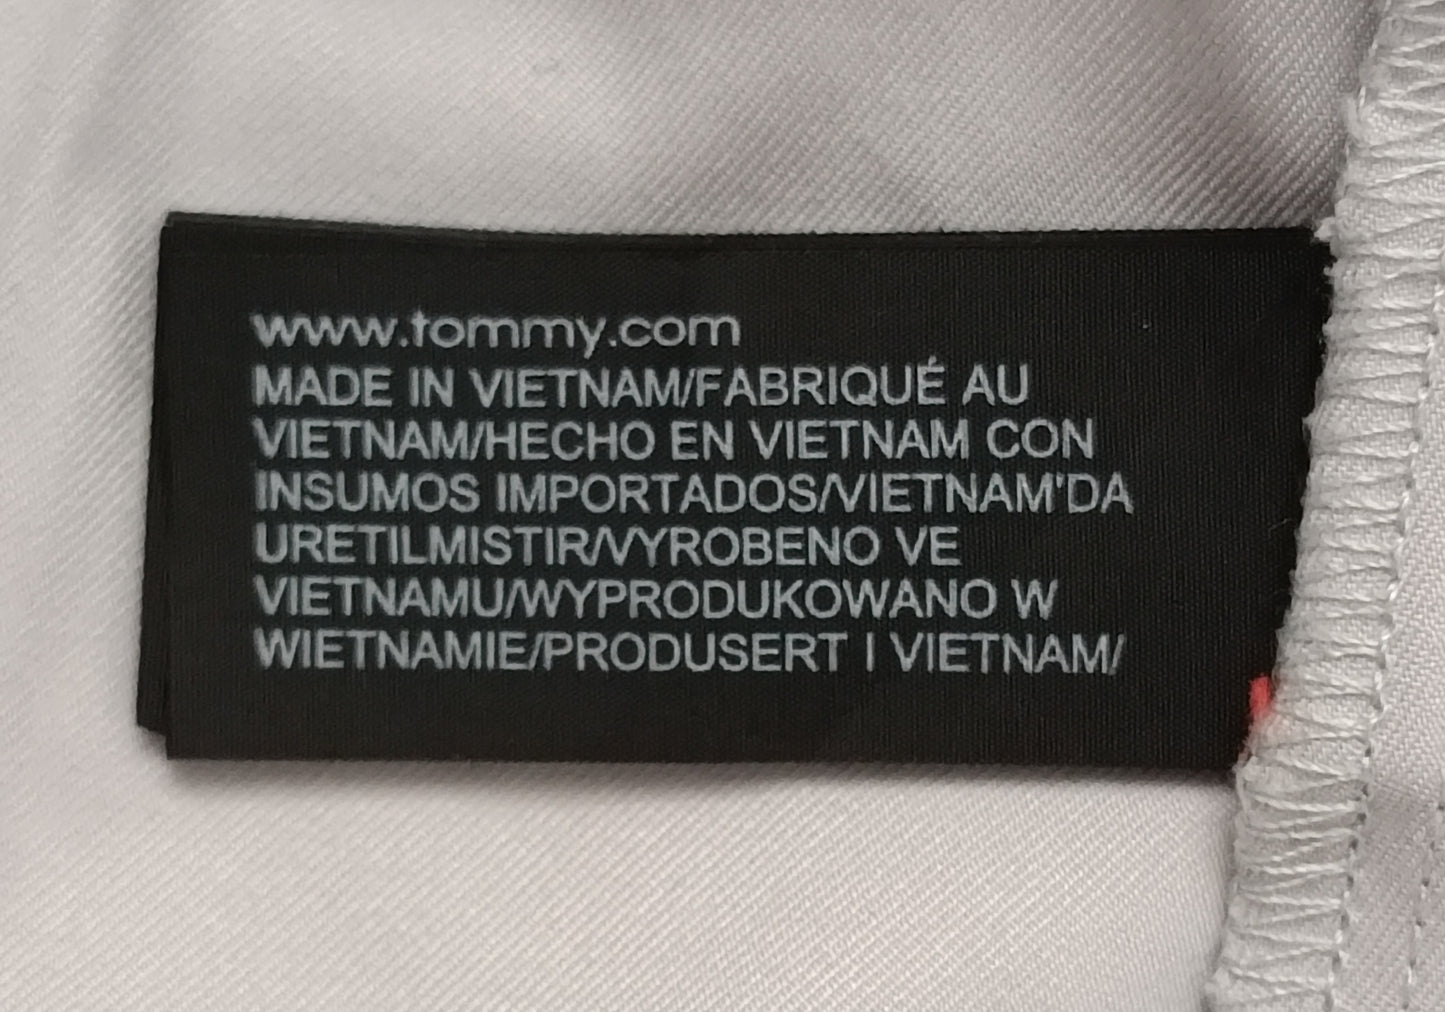 www.tommy.com
MADE IN VIETNAM/FABRIQUÉ AU
VIETNAM/HECHO EN VIETNAM CON
INSUMOS IMPORTADOS/VIETNAM'DA
URETILMISTIR/VYROBENO VE
VIETNAMU/WYPRODUKOWANO W
WIETNAMIE/PRODUSERT I VIETNAM/